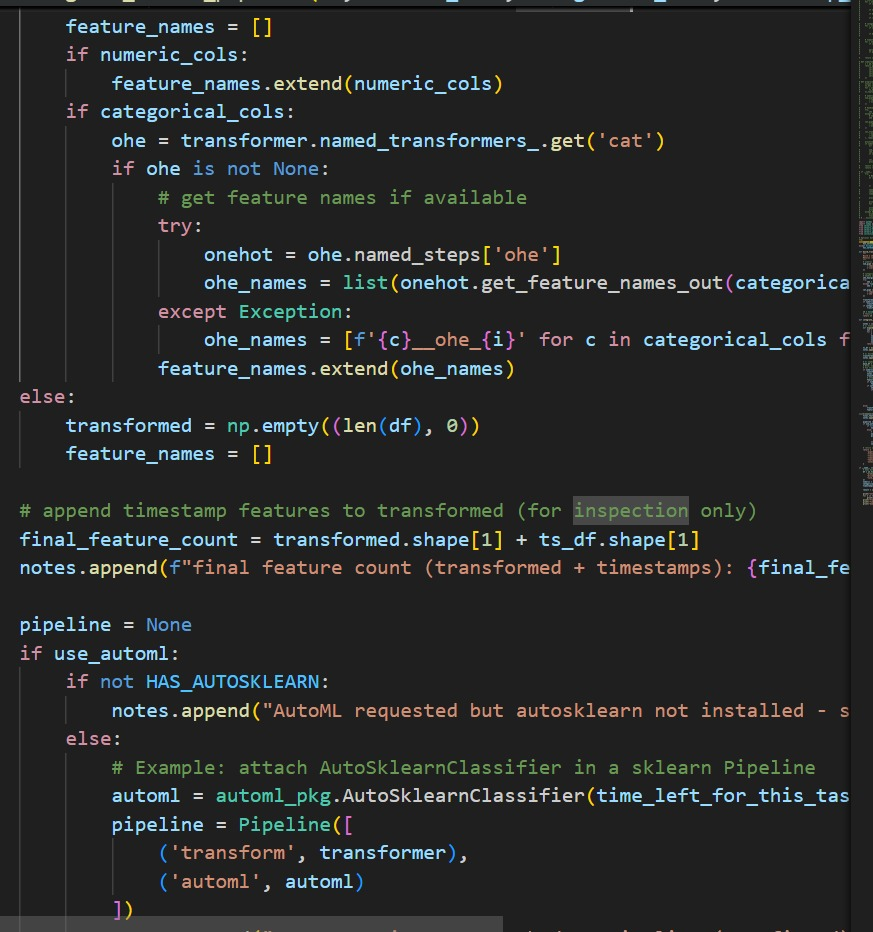 feature_names = []
if numeric_cols:
feature_names.extend(numeric_cols)
if categorical_cols:
ohe = transformer.named_transformers_.get('cat')
if ohe is not None:
# get feature names if available
try:
onehot = ohe.named_steps['ohe']
ohe_names = list(onehot.get_feature_names_out(categorica
except Exception:
ohe_names = [f'{c}__ohe_{i}' for c in categorical_cols f
feature_names.extend(ohe_names)
else:
transformed = np.empty((len(df), 0))
feature_names = []
# append timestamp features to transformed (for inspection only)
final_feature_count = transformed.shape[1] + ts_df.shape[1]
notes.append(f"final feature count (transformed + timestamps): {final_fe
pipeline = None
if use_automl:
if not HAS_AUTOSKLEARN:
notes.append("AutoML requested but autosklearn not installed - s
else:
# Example: attach AutoSklearnClassifier in a sklearn Pipeline
automl = automl_pkg.AutoSklearnClassifier(time_left_for_this_tas
pipeline = Pipeline([
('transform', transformer),
('automl', automl)
])